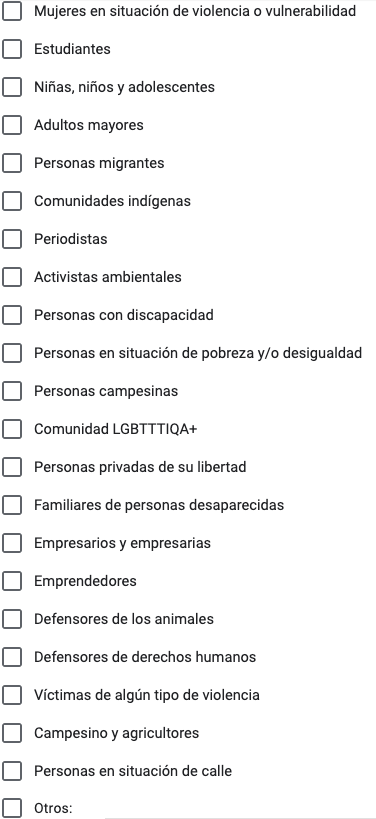 Mujeres en situación de violencia o vulnerabilidad
Estudiantes
Niñas, niños y adolescentes
Adultos mayores
Personas migrantes
Comunidades indígenas
Periodistas
Activistas ambientales
Personas con discapacidad
Personas en situación de pobreza y/o desigualdad
Personas campesinas
Comunidad LGBTTTIQA+
Personas privadas de su libertad
Familiares de personas desaparecidas
Empresarios y empresarias
Emprendedores
Defensores de los animales
Defensores de derechos humanos
Víctimas de algún tipo de violencia
Campesino y agricultores
Personas en situación de calle
Otros: